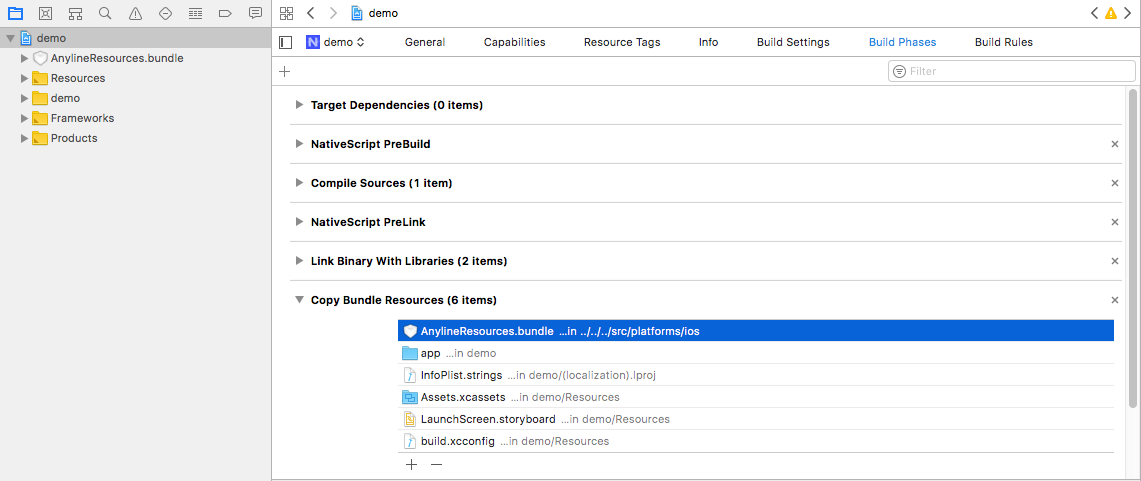 demo
demo General Capabilities Resource Tags Info Build Settings Build Phases Build Rules
Filter
demo
AnylineResources.bundle
Resources
demo
Frameworks
Products
Target Dependencies (0 items)
NativeScript PreBuild
Compile Sources (1 item)
NativeScript PreLink
Link Binary With Libraries (2 items)
Copy Bundle Resources (6 items)
AnylineResources.bundle ...in ../../../src/platforms/ios
app ...in demo
InfoPlist.strings ...in demo/(localization).lproj
Assets.xcassets ...in demo/Resources
LaunchScreen.storyboard ...in demo/Resources
build.xcconfig ...in demo/Resources